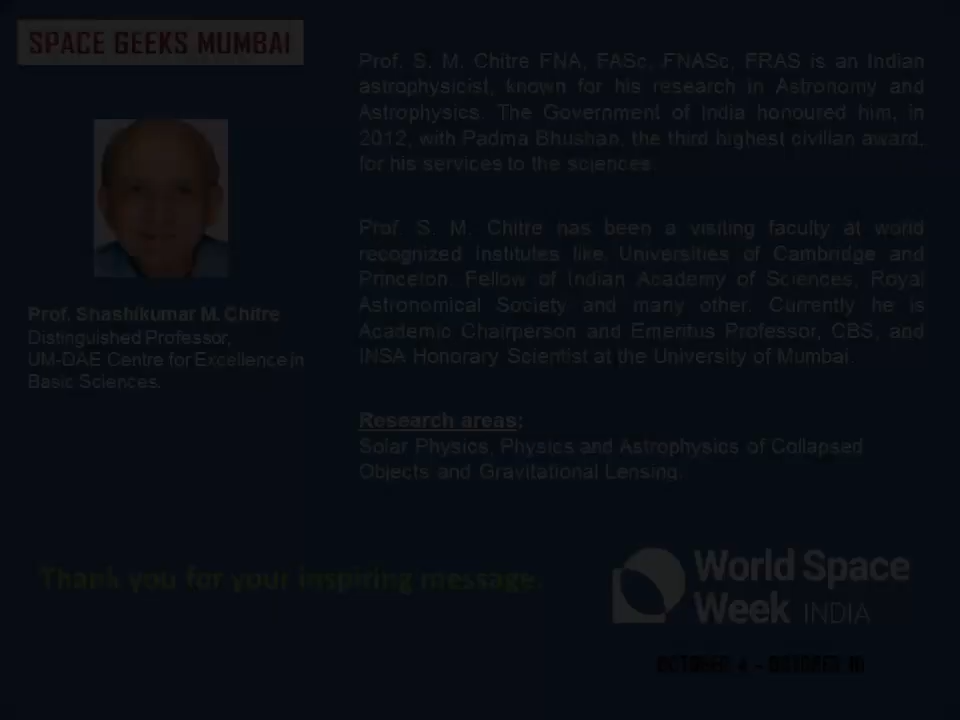 SPACE GEEKS MUMBAI
Prof. Shashikumar M. Chitre
Distinguished Professor,
UM-DAE Centre for Excellence in
Basic Sciences.
Prof. S. M. Chitre FNA, FASc, FNASc, FRAS is an Indian
astrophysicist, known for his research in Astronomy and
Astrophysics. The Government of India honoured him, in
2012, with Padma Bhushan, the third highest civilian award,
for his services to the sciences.
Prof. S. M. Chitre has been a visiting faculty at world
recognized institutes like, Universities of Cambridge and
Princeton. Fellow of Indian Academy of Sciences, Royal
Astronomical Society and many other. Currently he is
Academic Chairperson and Emeritus Professor, CBS, and
INSA Honorary Scientist at the University of Mumbai.
Research areas:
Solar Physics, Physics and Astrophysics of Collapsed
Objects and Gravitational Lensing.
Thank you for your inspiring message.
World Space
Week INDIA
OCTOBER 4 - OCTOBER 10